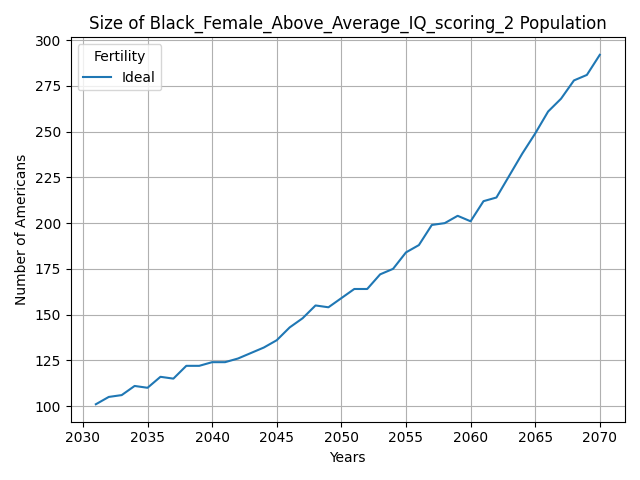 Size of Black_Female_Above_Average_IQ_scoring_2 Population
Fertility
Ideal
Number of Americans
300
275
250
225
200
175
150
125
100
2030 2035 2040 2045 2050 2055 2060 2065 2070
Years